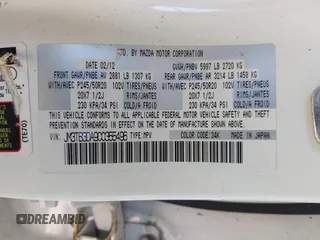 MFD. BY MAZDA MOTOR CORPORATION
DATE 02/12 GVWR/PNBV 5997 LB 2720 KG
FRONT GAWR/PNBE AV 2881 LB 1307 KG REAR GAWR/PNBE AR 3214 LB 1458 KG
WITH/AVEC P245/50R20 102V TIRES/PNEUS WITH/AVEC P245/50R20 102V TIRES/PNEUS
20X7 1/2J RIMS/JANTES 20X7 1/2J RIMS/JANTES
230 KPA/34 PSI COLD/A FROID 230 KPA/34 PSI COLD/A FROID
THIS VEHICLE CONFORMS TO ALL APPLICABLE FEDERAL MOTOR VEHICLE SAFETY AND THEFT PREVENTION STANDARDS IN EFFECT ON THE DATE OF MANUFACTURE SHOWN ABOVE.
VIN: TYPE:MPV COLOR CODE:34K MADE IN JAPAN
(E70)
DREAMBID